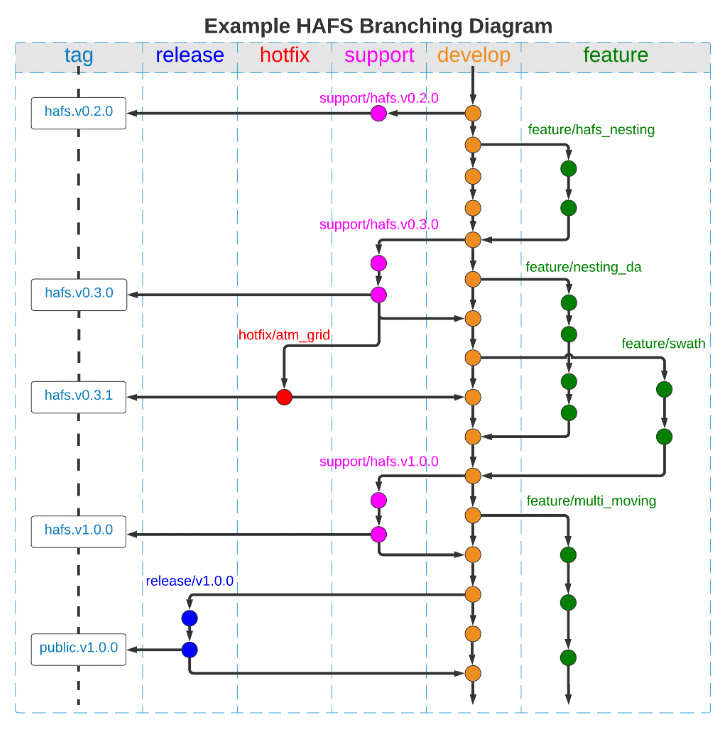 Example HAFS Branching Diagram
tag release hotfix support develop feature
support/hafs.v0.2.0
hafs.v0.2.0
feature/hafs_nesting
support/hafs.v0.3.0
feature/nesting_da
hafs.v0.3.0
hotfix/atm_grid
feature/swath
hafs.v0.3.1
support/hafs.v1.0.0
feature/multi_moving
hafs.v1.0.0
release/v1.0.0
public.v1.0.0